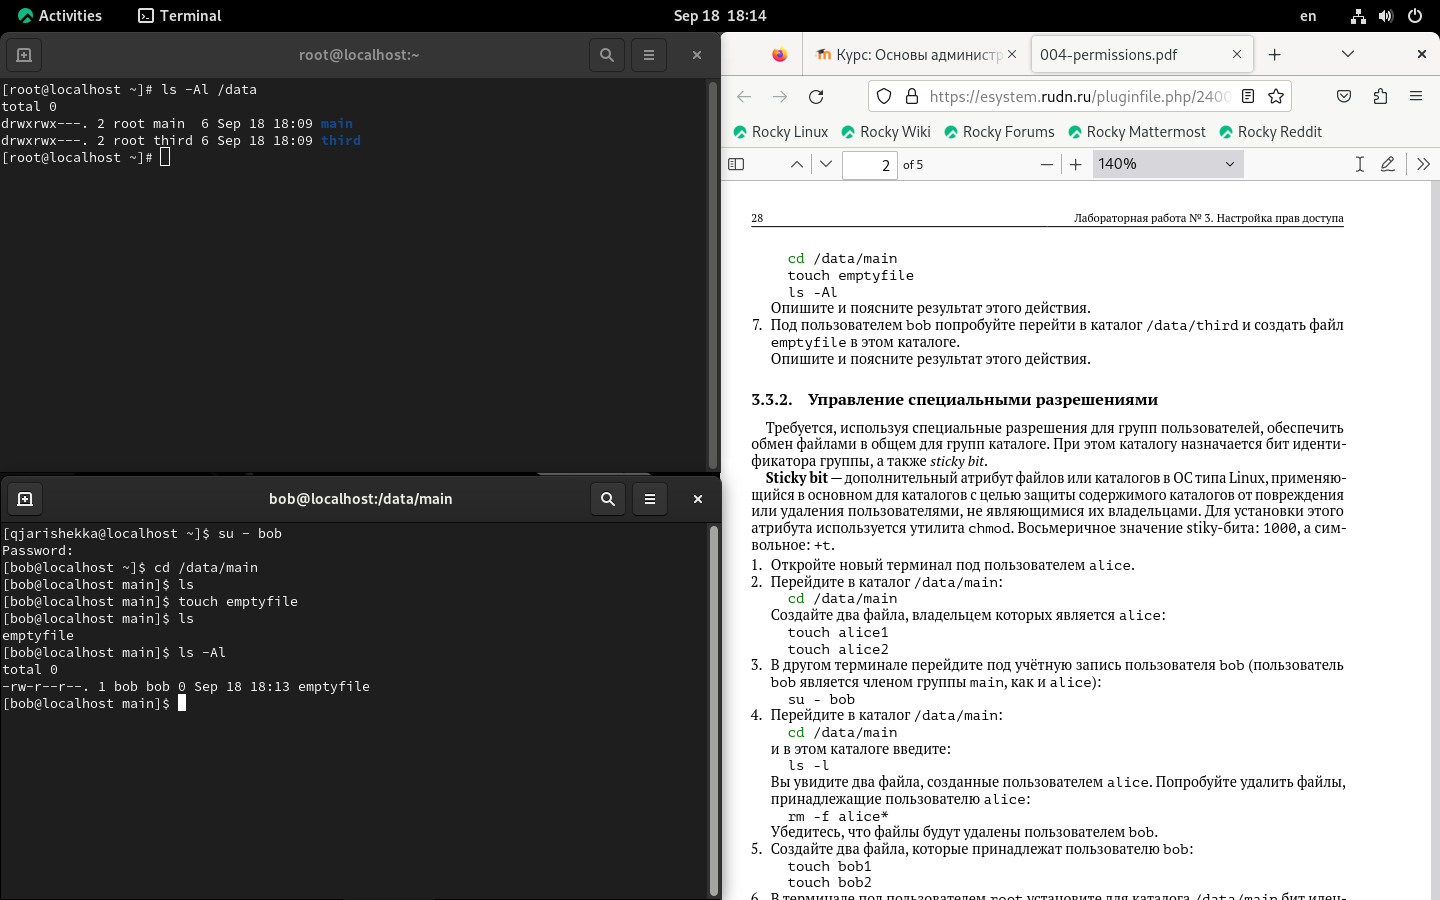 Activities Terminal Sep 18 18:14 en
root@localhost:~
[root@localhost ~]# ls -Al /data
total 0
drwxrwx---. 2 root main  6 Sep 18 18:09 main
drwxrwx---. 2 root third 6 Sep 18 18:09 third
[root@localhost ~]#
bob@localhost:/data/main
[qjarishekka@localhost ~]$ su - bob
Password:
[bob@localhost ~]$ cd /data/main
[bob@localhost main]$ ls
[bob@localhost main]$ touch emptyfile
[bob@localhost main]$ ls
emptyfile
[bob@localhost main]$ ls -Al
total 0
-rw-r--r--. 1 bob bob 0 Sep 18 18:13 emptyfile
[bob@localhost main]$
Курс: Основы администр 004-permissions.pdf
https://esystem.rudn.ru/pluginfile.php/2400
Rocky Linux Rocky Wiki Rocky Forums Rocky Mattermost Rocky Reddit
2 of 5 140%
28 Лабораторная работа № 3. Настройка прав доступа
cd /data/main
touch emptyfile
ls -Al
Опишите и поясните результат этого действия.
7. Под пользователем bob попробуйте перейти в каталог /data/third и создать файл
emptyfile в этом каталоге.
Опишите и поясните результат этого действия.
3.3.2. Управление специальными разрешениями
Требуется, используя специальные разрешения для групп пользователей, обеспечить
обмен файлами в общем для групп каталоге. При этом каталогу назначается бит иденти-
фикатора группы, а также sticky bit.
Sticky bit — дополнительный атрибут файлов или каталогов в ОС типа Linux, применяю-
щийся в основном для каталогов с целью защиты содержимого каталогов от повреждения
или удаления пользователями, не являющимися их владельцами. Для установки этого
атрибута используется утилита chmod. Восьмеричное значение stiky-бита: 1000, а сим-
вольное: +t.
1. Откройте новый терминал под пользователем alice.
2. Перейдите в каталог /data/main:
cd /data/main
Создайте два файла, владельцем которых является alice:
touch alice1
touch alice2
3. В другом терминале перейдите под учётную запись пользователя bob (пользователь
bob является членом группы main, как и alice):
su - bob
4. Перейдите в каталог /data/main:
cd /data/main
и в этом каталоге введите:
ls -l
Вы увидите два файла, созданные пользователем alice. Попробуйте удалить файлы,
принадлежащие пользователю alice:
rm -f alice*
Убедитесь, что файлы будут удалены пользователем bob.
5. Создайте два файла, которые принадлежат пользователю bob:
touch bob1
touch bob2
6. В терминале под пользователем root установите для каталога /data/main бит иден-